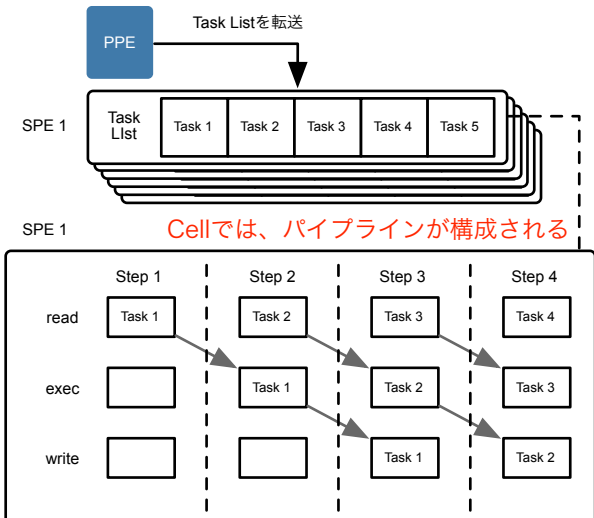 Task Listを転送
PPE
SPE 1
Task
LIst
Task 1
Task 2
Task 3
Task 4
Task 5
SPE 1
Cellでは、パイプラインが構成される
Step 1
Step 2
Step 3
Step 4
read
Task 1
Task 2
Task 3
Task 4
exec
Task 1
Task 2
Task 3
write
Task 1
Task 2